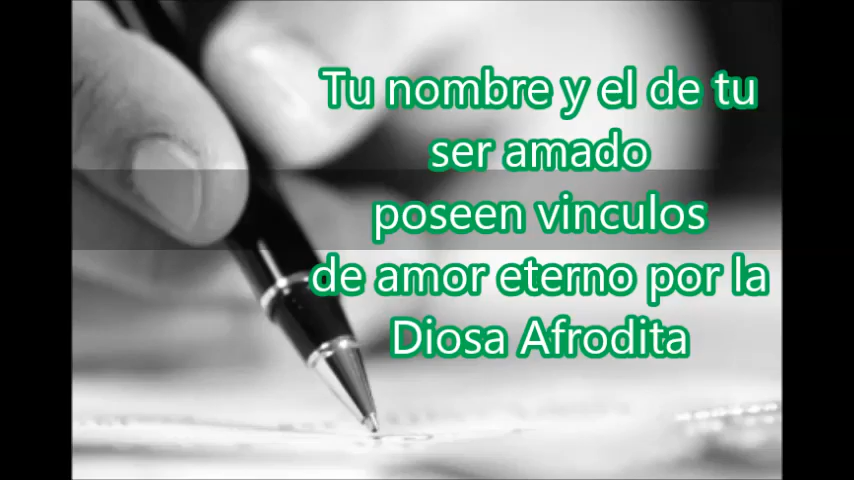 Tu nombre y el de tu
ser amado
poseen vinculos
de amor eterno por la
Diosa Afrodita